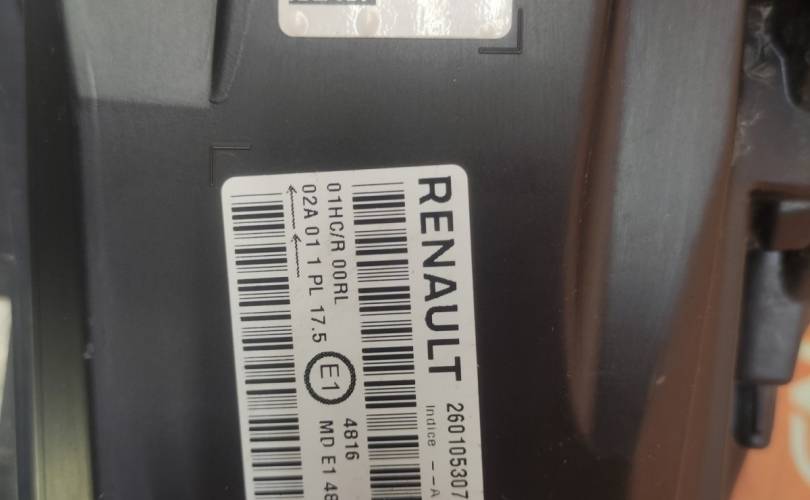 RENAULT
260105307
Indice --A
01HC/R 00RL
02A 01 1 PL 17.5 E1
4816
MD E1 48